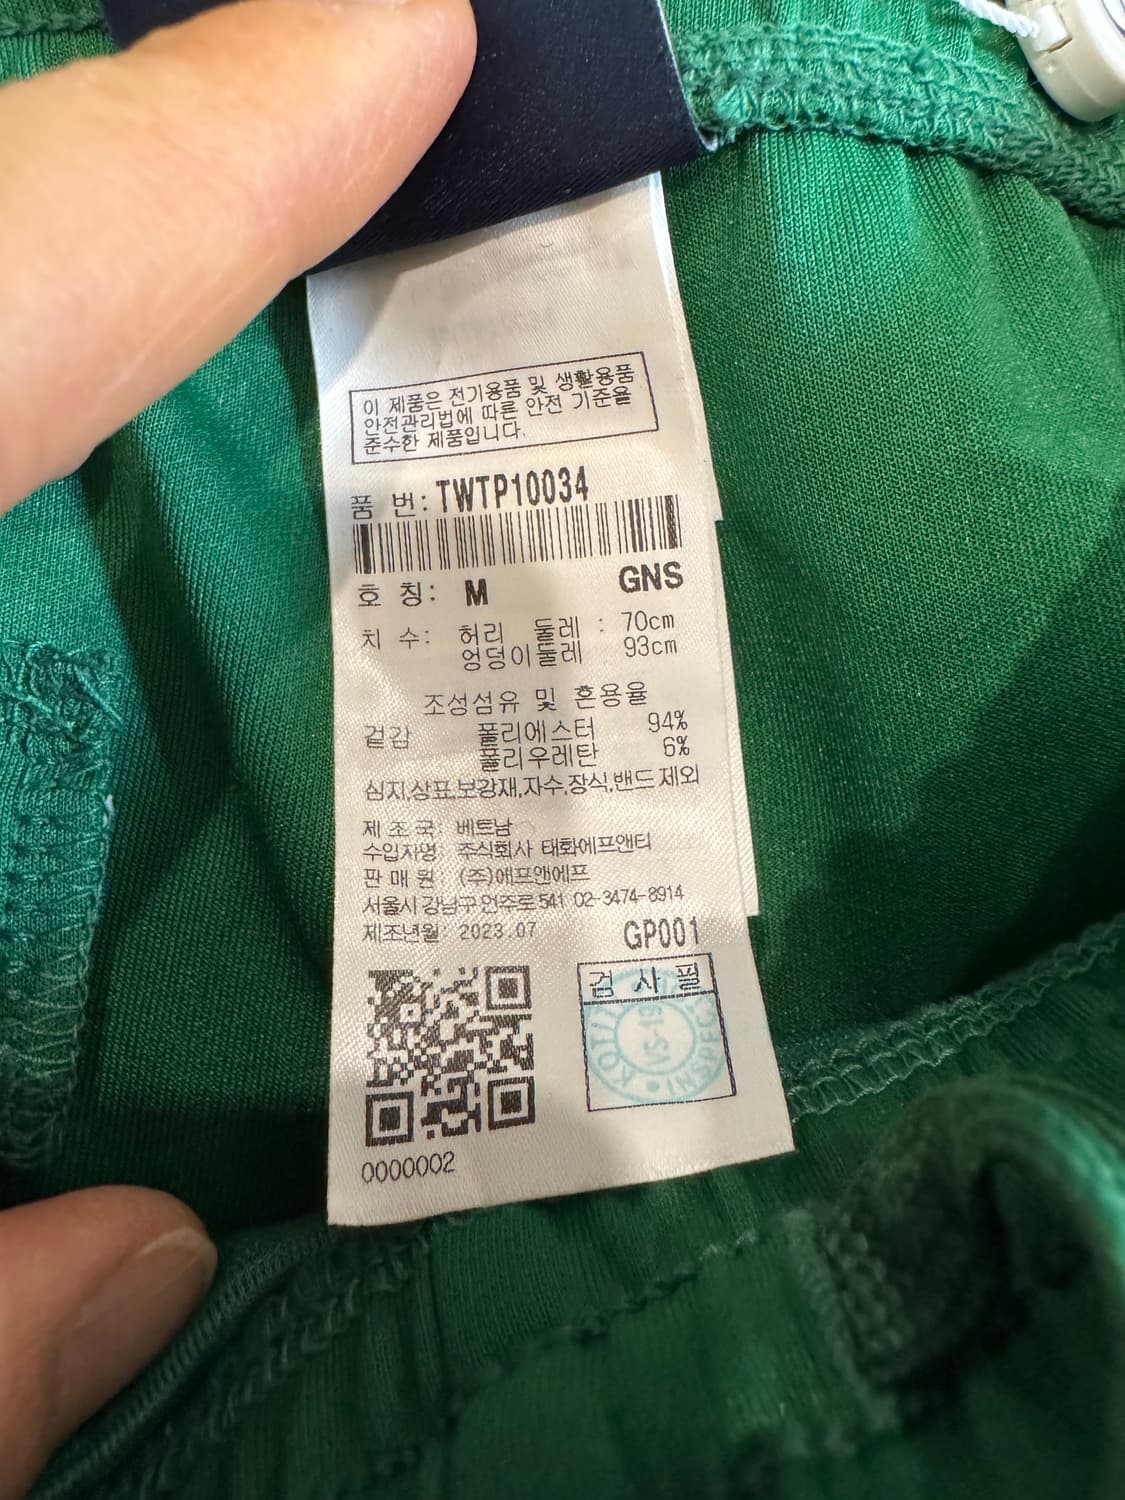 이 제품은 전기용품 및 생활용품
안전관리법에 따른 안전 기준을
준수한 제품입니다.
품 번: TWTP10034
호 칭: M GNS
치 수: 허리 둘레 : 70cm
엉덩이둘레 93cm
조성섬유 및 혼용율
겉감 폴리에스터 94%
폴리우레탄 6%
심지,상표,보강재,자수,장식,밴드제외
제 조 국: 베트남
수입자명: 주식회사 태화에프앤티
판 매 원: (주)에프앤에프
서울시 강남구 언주로 541 02-3474-8914
제조년월: 2023.07 GP001
검 사 필
KOTITI
VS-19
INSPECT
0000002